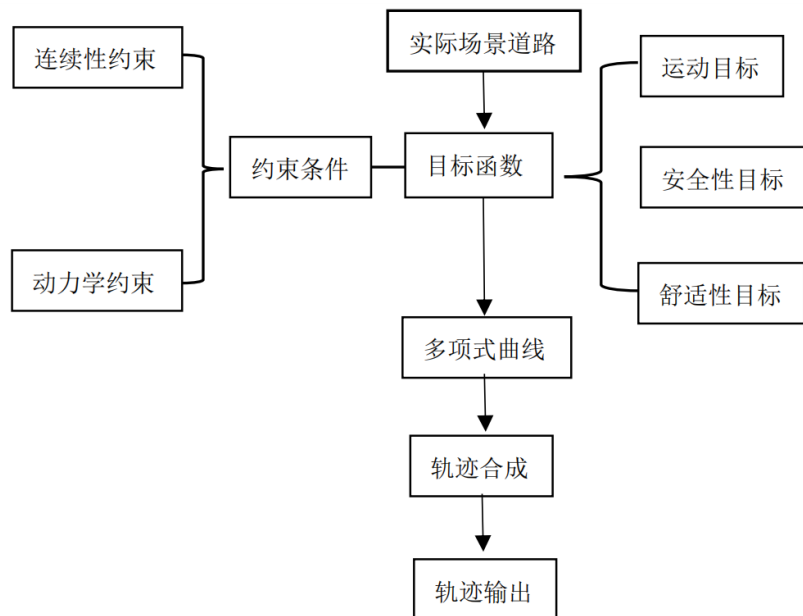 实际场景道路
连续性约束
运动目标
约束条件
目标函数
安全性目标
动力学约束
舒适性目标
多项式曲线
轨迹合成
轨迹输出